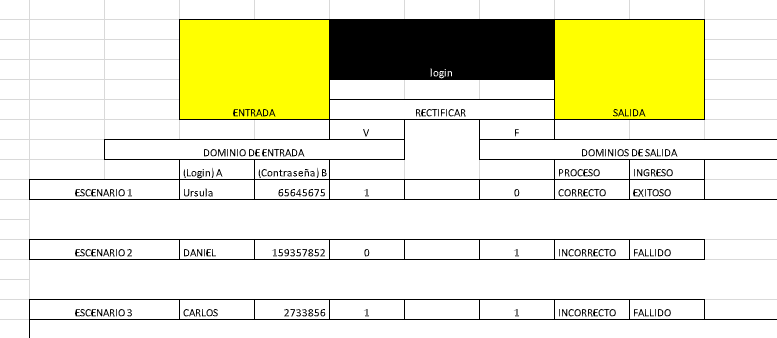 login
ENTRADA RECTIFICAR SALIDA
V F
DOMINIO DE ENTRADA DOMINIOS DE SALIDA
(Login) A (Contraseña) B PROCESO INGRESO
ESCENARIO 1 Ursula 65645675 1 0 CORRECTO EXITOSO
ESCENARIO 2 DANIEL 159357852 0 1 INCORRECTO FALLIDO
ESCENARIO 3 CARLOS 2733856 1 1 INCORRECTO FALLIDO